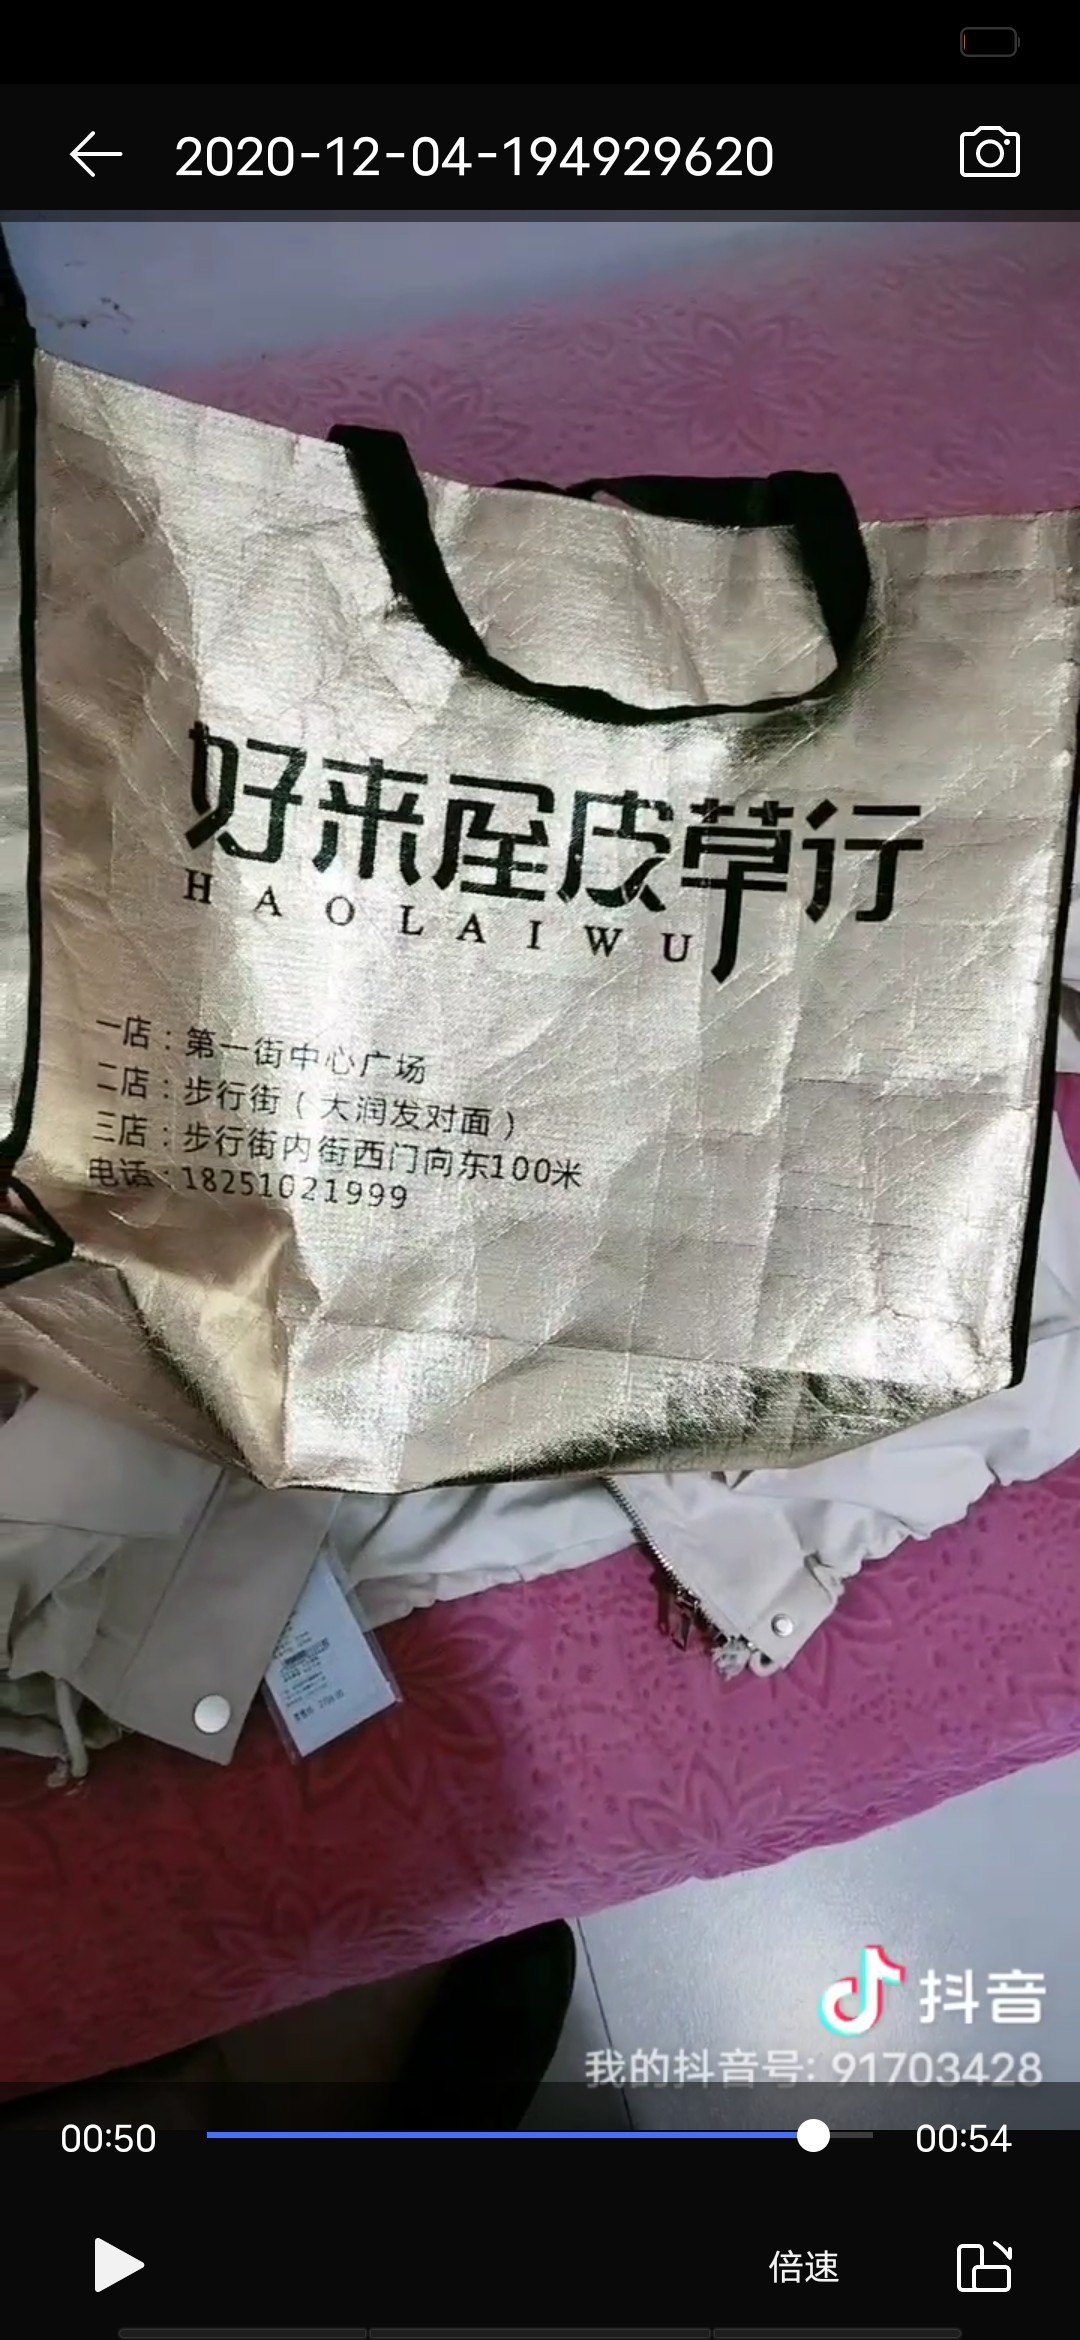 2020-12-04-194929620
好来屋皮草行
HAOLAIWU
一店：第一街中心广场
二店：步行街（大润发对面）
三店：步行街内街西门向东100米
电话：18251021999
抖音
我的抖音号: 91703428
00:50
00:54
倍速